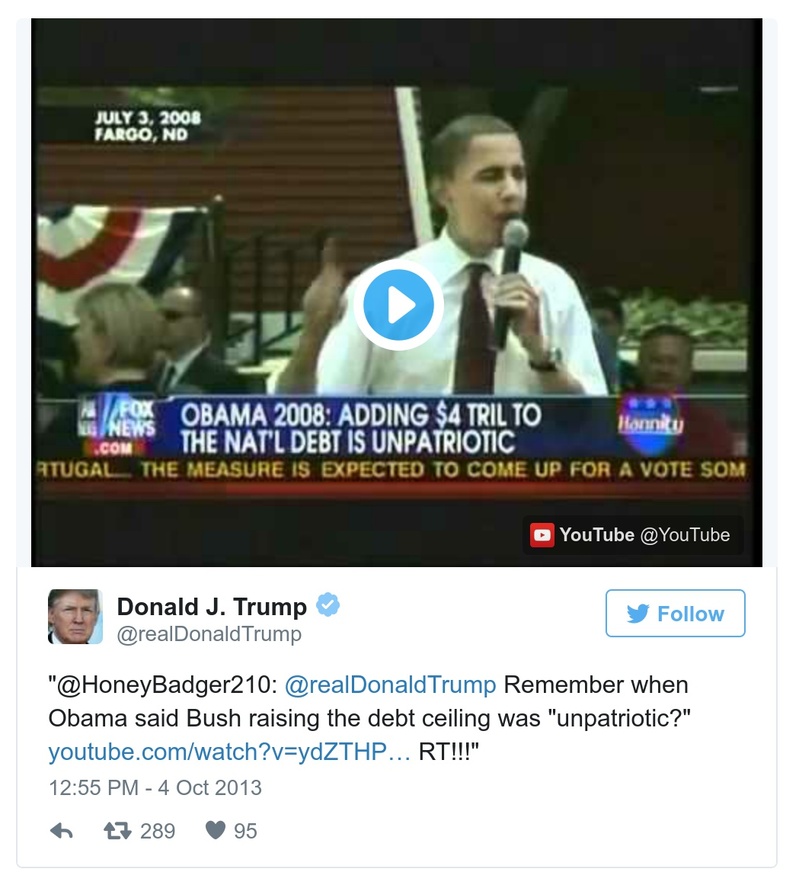 JULY 3, 2008
FARGO, ND
FOX
NEWS
.COM
OBAMA 2008: ADDING $4 TRIL TO
THE NAT'L DEBT IS UNPATRIOTIC
Hannity
RTUGAL... THE MEASURE IS EXPECTED TO COME UP FOR A VOTE SOM
YouTube @YouTube
Donald J. Trump
@realDonaldTrump
Follow
"@HoneyBadger210: @realDonaldTrump Remember when
Obama said Bush raising the debt ceiling was "unpatriotic?"
youtube.com/watch?v=ydZTHP… RT!!!"
12:55 PM - 4 Oct 2013
289 95